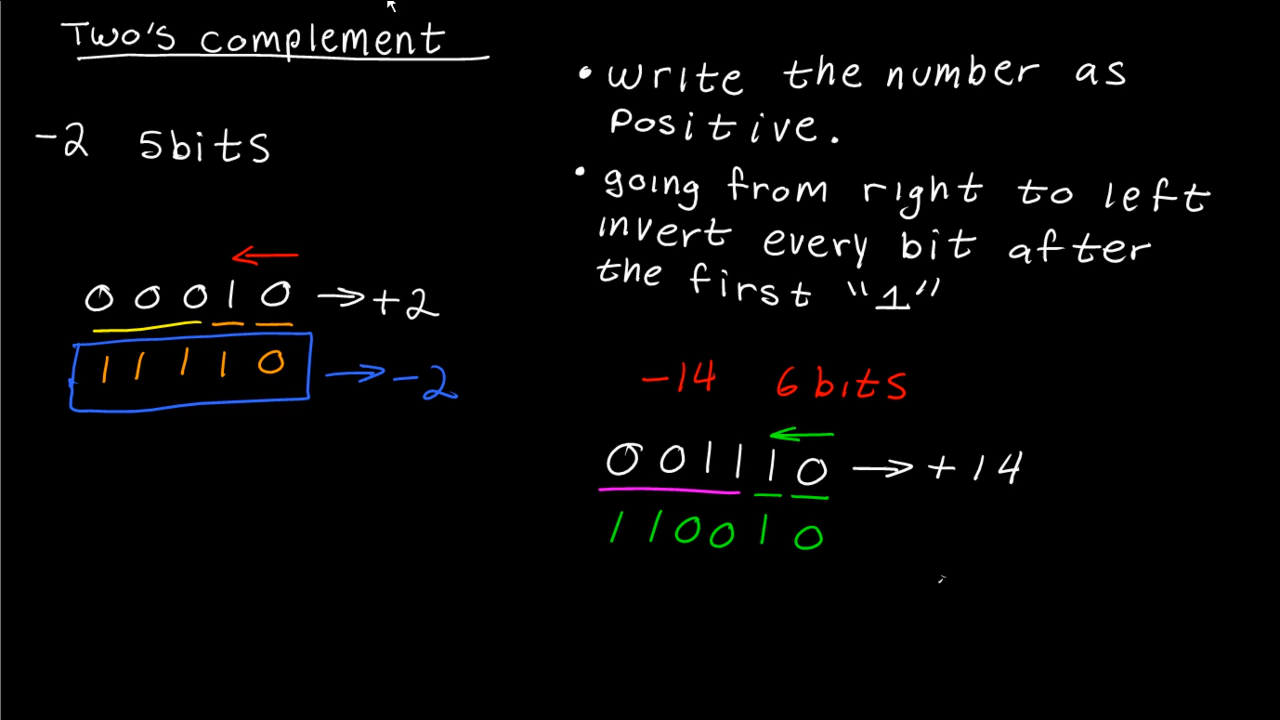 Two's complement
-2 5bits
0 0 0 1 0 → +2
1 1 1 1 0 → -2
• write the number as
Positive.
• going from right to left
invert every bit after
the first "1"
-14 6 bits
0 0 1 1 1 0 → +14
1 1 0 0 1 0